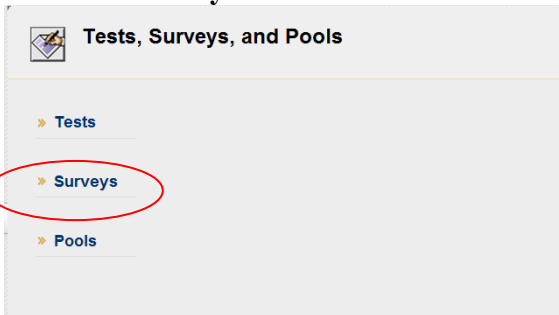 Tests, Surveys, and Pools
» Tests
» Surveys
» Pools